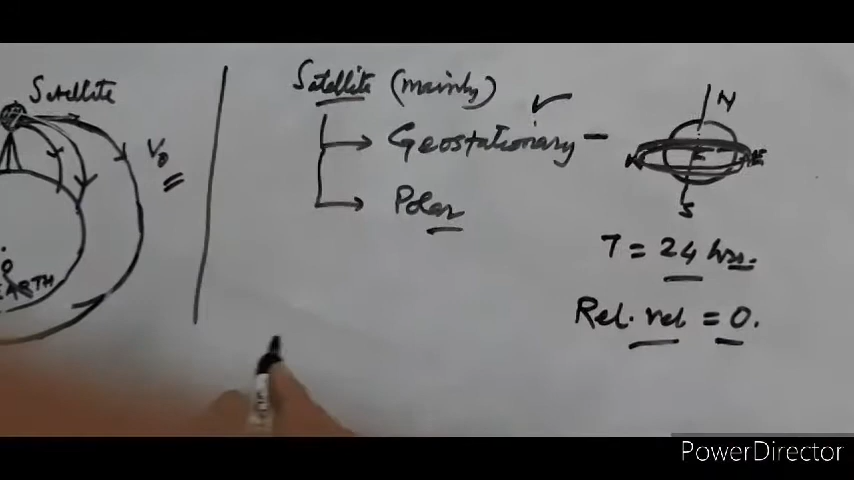 Satellite
V₀
O
EARTH
Satellite (mainly)
Geostationary -
Polar
N
W E E
S
T = 24 hrs.
Rel. vel = 0.
PowerDirector